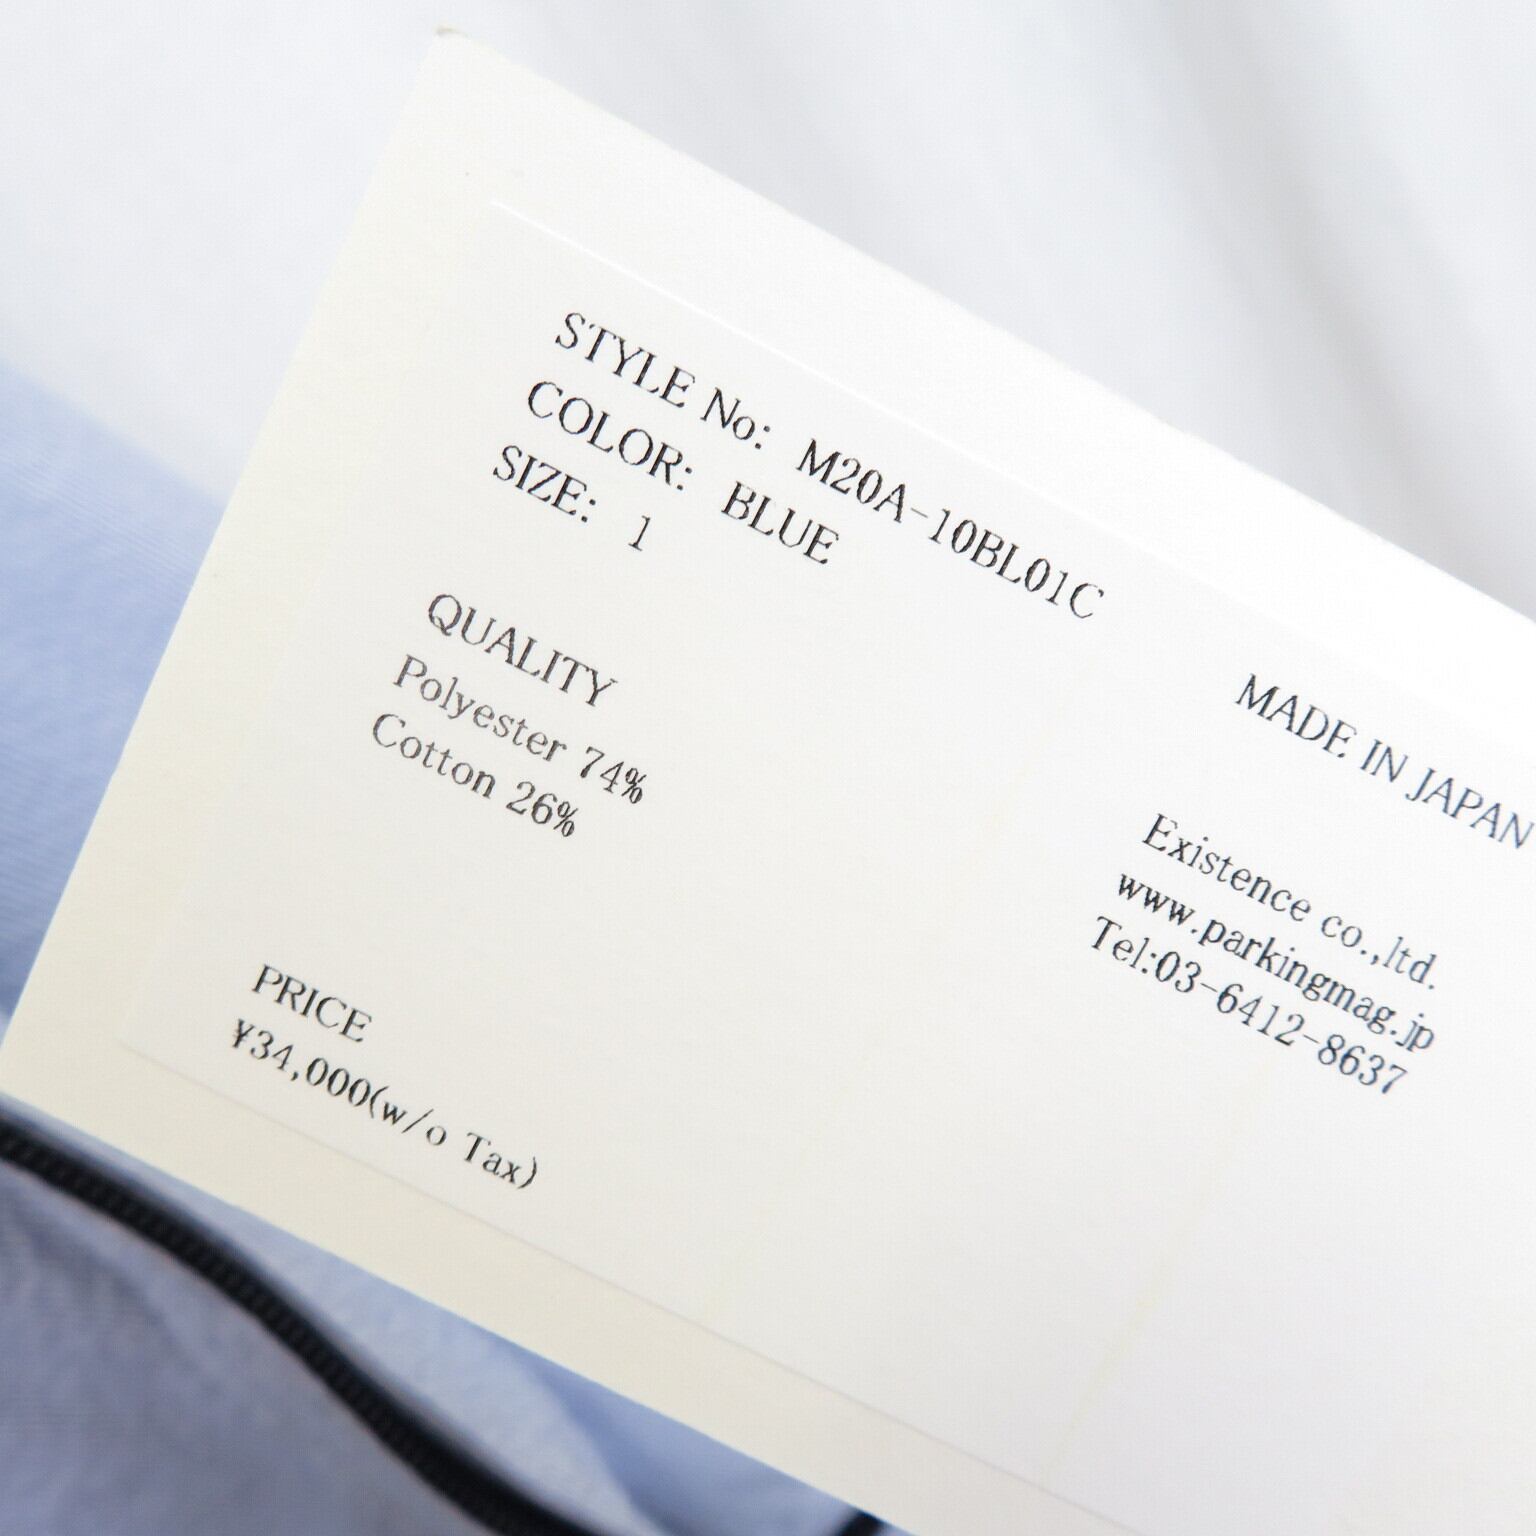 STYLE No: M20A-10BL01C
COLOR: BLUE
SIZE: 1
QUALITY
Polyester 74%
Cotton 26%
PRICE
¥34,000(w/o Tax)
MADE IN JAPAN
Existence co.,ltd.
www.parkingmag.jp
Tel:03-6412-8637